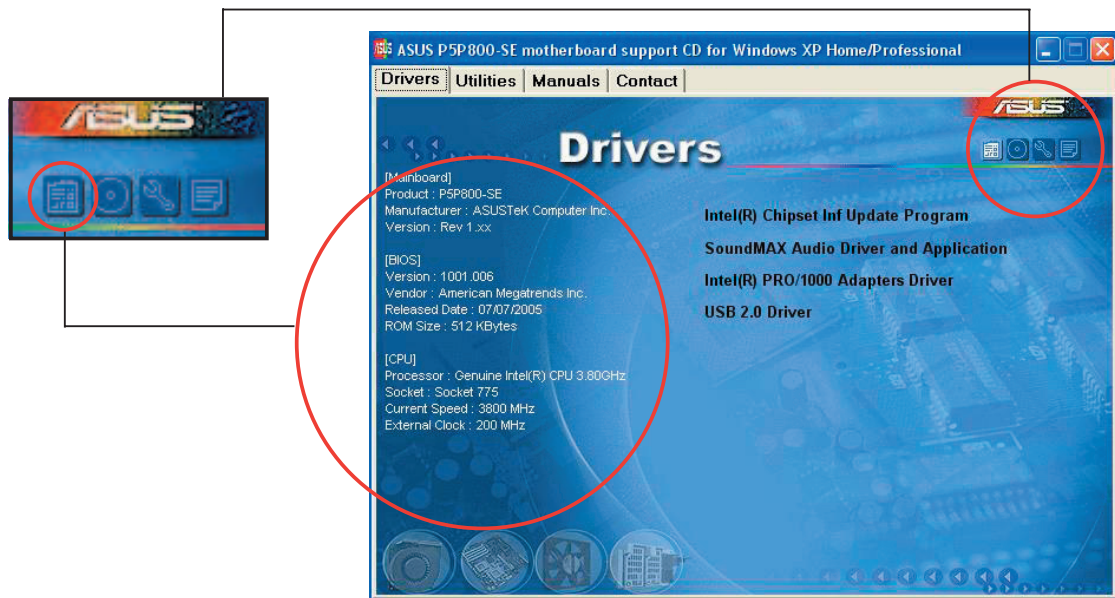 ASUS P5P800-SE motherboard support CD for Windows XP Home/Professional
Drivers Utilities Manuals Contact
ASUS
ASUS
Drivers
[Mainboard]
Product : P5P800-SE
Manufacturer : ASUSTeK Computer Inc.
Version : Rev 1.xx
[BIOS]
Version : 1001.006
Vendor : American Megatrends Inc.
Released Date : 07/07/2005
ROM Size : 512 KBytes
[CPU]
Processor : Genuine Intel(R) CPU 3.80GHz
Socket : Socket 775
Current Speed : 3800 MHz
External Clock : 200 MHz
Intel(R) Chipset Inf Update Program
SoundMAX Audio Driver and Application
Intel(R) PRO/1000 Adapters Driver
USB 2.0 Driver